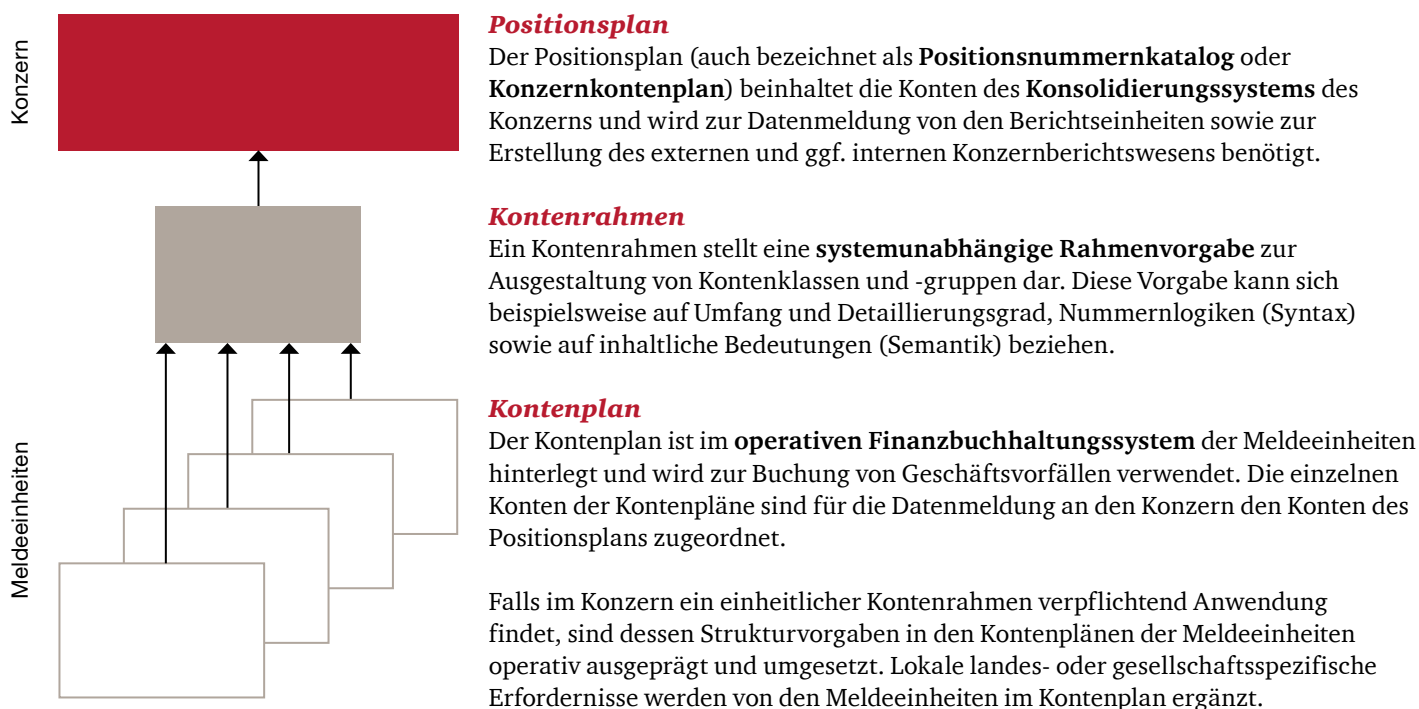 Konzern
Positionsplan
Der Positionsplan (auch bezeichnet als Positionsnummernkatalog oder
Konzernkontenplan) beinhaltet die Konten des Konsolidierungssystems des
Konzerns und wird zur Datenmeldung von den Berichtseinheiten sowie zur
Erstellung des externen und ggf. internen Konzernberichtswesens benötigt.
Kontenrahmen
Ein Kontenrahmen stellt eine systemunabhängige Rahmenvorgabe zur
Ausgestaltung von Kontenklassen und -gruppen dar. Diese Vorgabe kann sich
beispielsweise auf Umfang und Detaillierungsgrad, Nummernlogiken (Syntax)
sowie auf inhaltliche Bedeutungen (Semantik) beziehen.
Meldeeinheiten
Kontenplan
Der Kontenplan ist im operativen Finanzbuchhaltungssystem der Meldeeinheiten
hinterlegt und wird zur Buchung von Geschäftsvorfällen verwendet. Die einzelnen
Konten der Kontenpläne sind für die Datenmeldung an den Konzern den Konten des
Positionsplans zugeordnet.
Falls im Konzern ein einheitlicher Kontenrahmen verpflichtend Anwendung
findet, sind dessen Strukturvorgaben in den Kontenplänen der Meldeeinheiten
operativ ausgeprägt und umgesetzt. Lokale landes- oder gesellschaftsspezifische
Erfordernisse werden von den Meldeeinheiten im Kontenplan ergänzt.